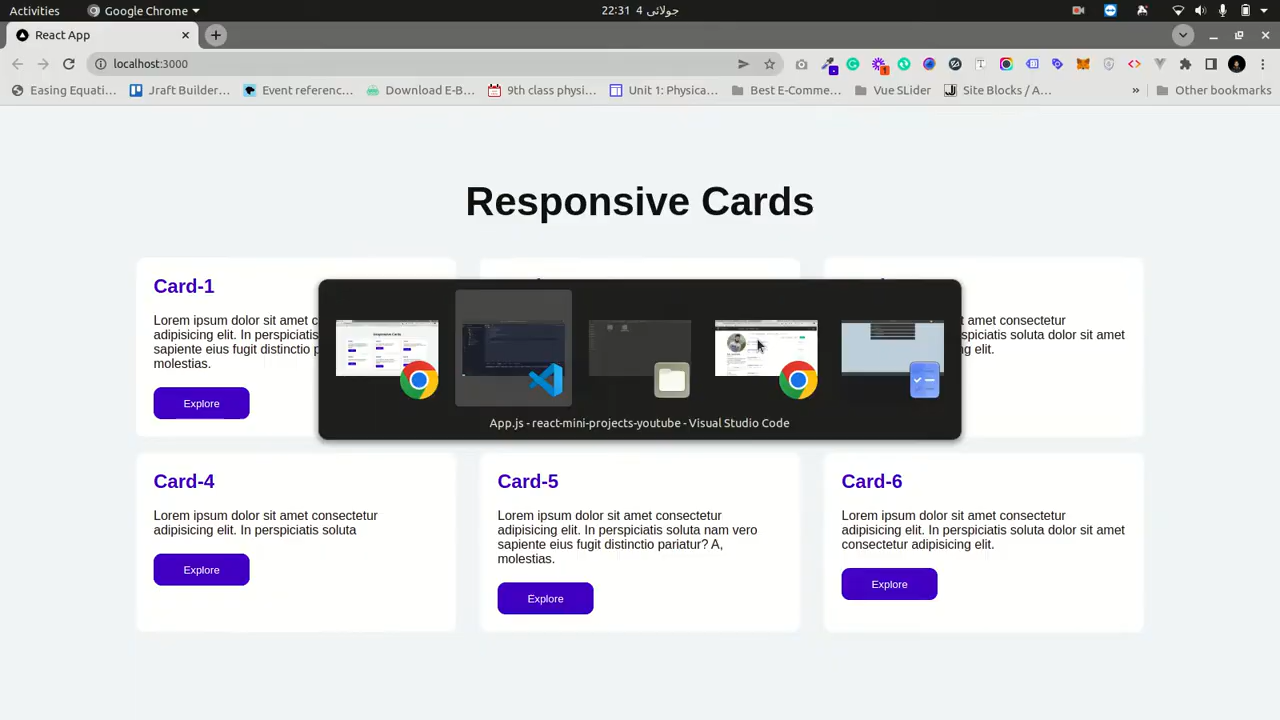 Activities
Google Chrome
22:31 4 جولائی
React App
localhost:3000
Easing Equati...
Jraft Builder...
Event referenc...
Download E-B...
9th class physi...
Unit 1: Physica...
Best E-Comme...
Vue SLider
Site Blocks / A...
»
Other bookmarks
Responsive Cards
Card-1
Lorem ipsum dolor sit amet c
adipisicing elit. In perspiciatis
sapiente eius fugit distinctio p
molestias.
Explore
t consectetur
spiciatis soluta dolor sit amet
g elit.
App.js - react-mini-projects-youtube - Visual Studio Code
Card-4
Lorem ipsum dolor sit amet consectetur
adipisicing elit. In perspiciatis soluta
Explore
Card-5
Lorem ipsum dolor sit amet consectetur
adipisicing elit. In perspiciatis soluta nam vero
sapiente eius fugit distinctio pariatur? A,
molestias.
Explore
Card-6
Lorem ipsum dolor sit amet consectetur
adipisicing elit. In perspiciatis soluta dolor sit amet
consectetur adipisicing elit.
Explore